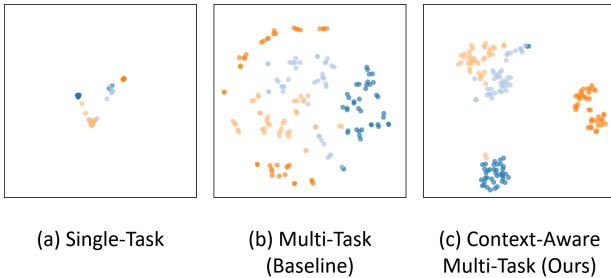 (a) Single-Task
(b) Multi-Task
(Baseline)
(c) Context-Aware
Multi-Task (Ours)